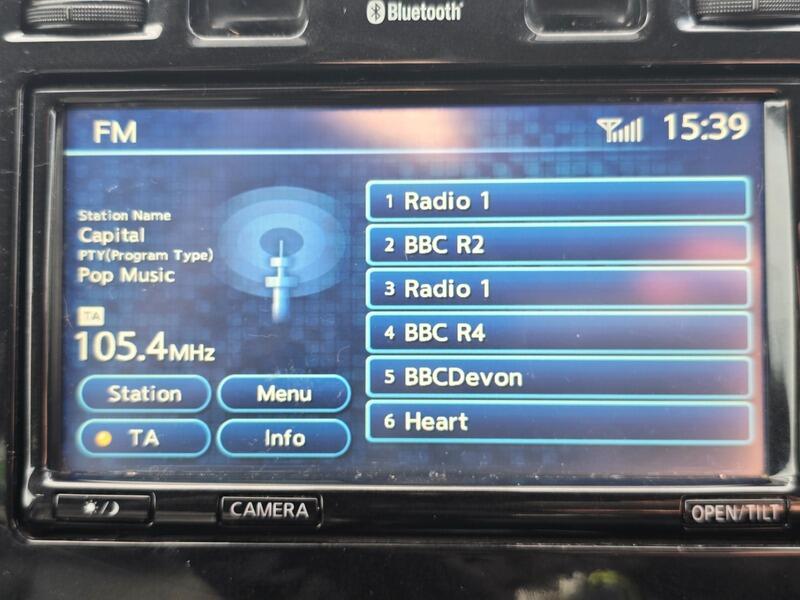 Bluetooth
FM
15:39
Station Name
Capital
PTY(Program Type)
Pop Music
TA
105.4MHz
Station
Menu
TA
Info
1 Radio 1
2 BBC R2
3 Radio 1
4 BBC R4
5 BBCDevon
6 Heart
CAMERA
OPEN/TILT